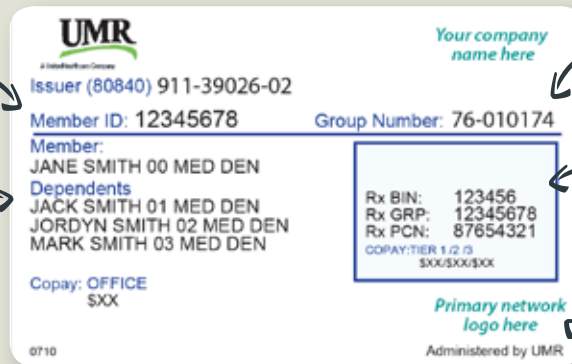 UMR
A UnitedHealthcare Company
Your company
name here
Issuer (80840) 911-39026-02
Member ID: 12345678
Group Number: 76-010174
Member:
JANE SMITH 00 MED DEN
Dependents
JACK SMITH 01 MED DEN
JORDYN SMITH 02 MED DEN
MARK SMITH 03 MED DEN
Rx BIN: 123456
Rx GRP: 12345678
Rx PCN: 87654321
COPAY:TIER 1 /2 /3
$XX/$XX/$XX
Copay: OFFICE
$XX
Primary network
logo here
0710
Administered by UMR